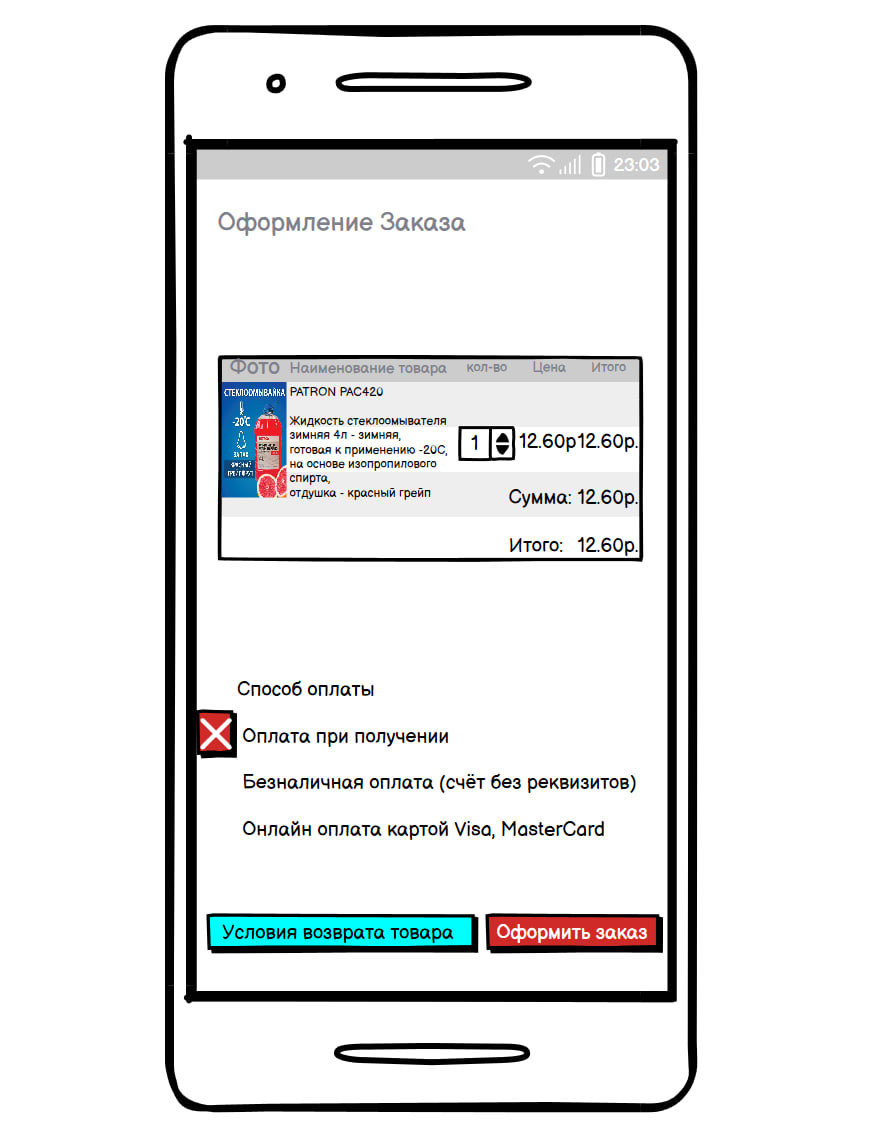 23:03
Оформление Заказа
Фото Наименование товара кол-во Цена Итого
СТЕКЛООМЫВАЙКА
-20°C
ЗАПАХ
КРАСНЫЙ
ГРЕЙПФРУТ
PATRON PAC420
Жидкость стеклоомывателя
зимняя 4л - зимняя,
готовая к применению -20С,
на основе изопропилового
спирта,
отдушка - красный грейп
1 12.60р 12.60р.
Сумма: 12.60р.
Итого: 12.60р.
Способ оплаты
Оплата при получении
Безналичная оплата (счёт без реквизитов)
Онлайн оплата картой Visa, MasterCard
Условия возврата товара
Оформить заказ